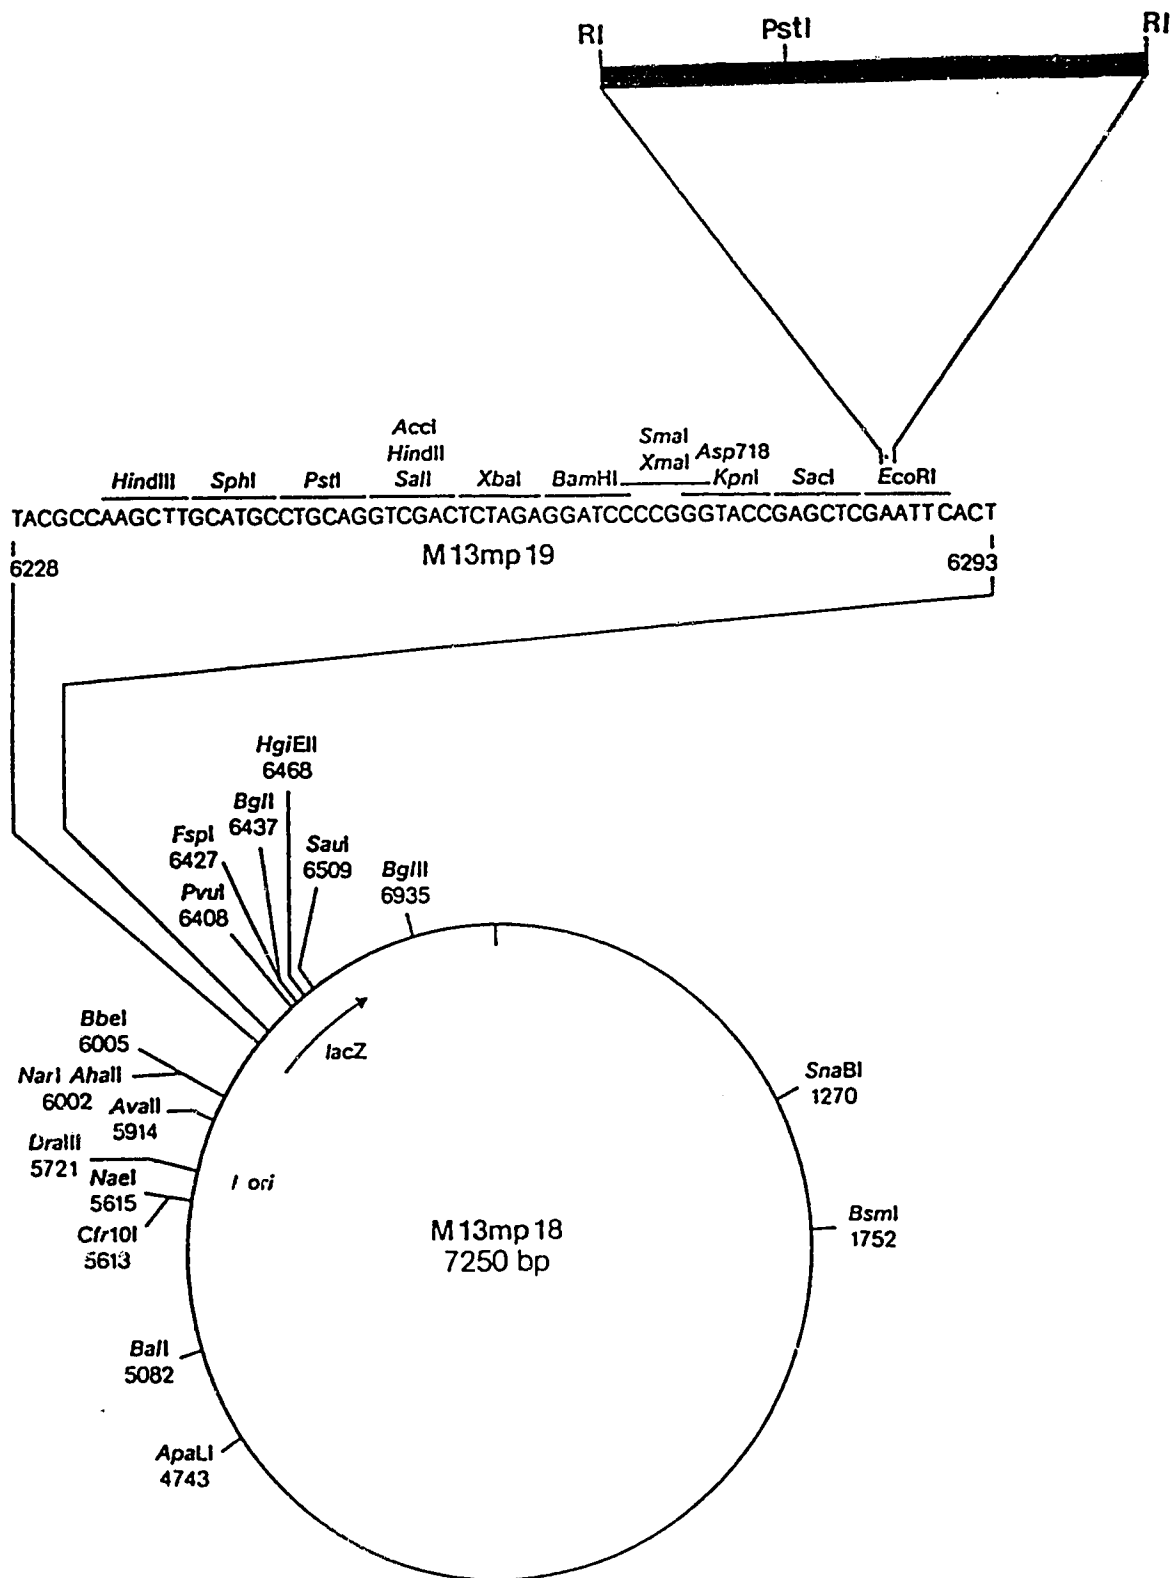 RI PstI RI
AccI
HindII
SmaI
XmaI
Asp718
HindIII SphI PstI SalI XbaI BamHI KpnI SacI EcoRI
TACGCCAAGCTTGCATGCCTGCAGGTCGACTCTAGAGGATCCCCGGGTACCGAGCTCGAATTCACT
6228
M13mp19
6293
HgiEII
6468
BglI
6437
FspI
6427
SauI
6509
BglII
6935
PvuI
6408
BbeI
6005
lacZ
NarI AhaII
6002
AvaII
5914
SnaBI
1270
DraIII
5721
NaeI
5615
I ori
Cfr10I
5613
M13mp18
7250 bp
BsmI
1752
BalI
5082
ApaLI
4743